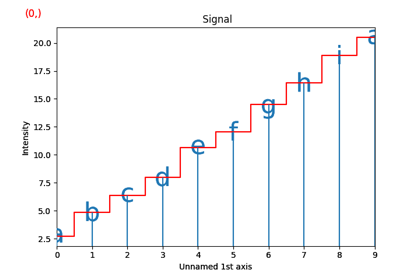 (0,)
Signal
20.0
17.5
15.0
12.5
10.0
7.5
5.0
2.5
Intensity
a
b
c
d
e
f
g
h
i
a
0 1 2 3 4 5 6 7 8 9
Unnamed 1st axis